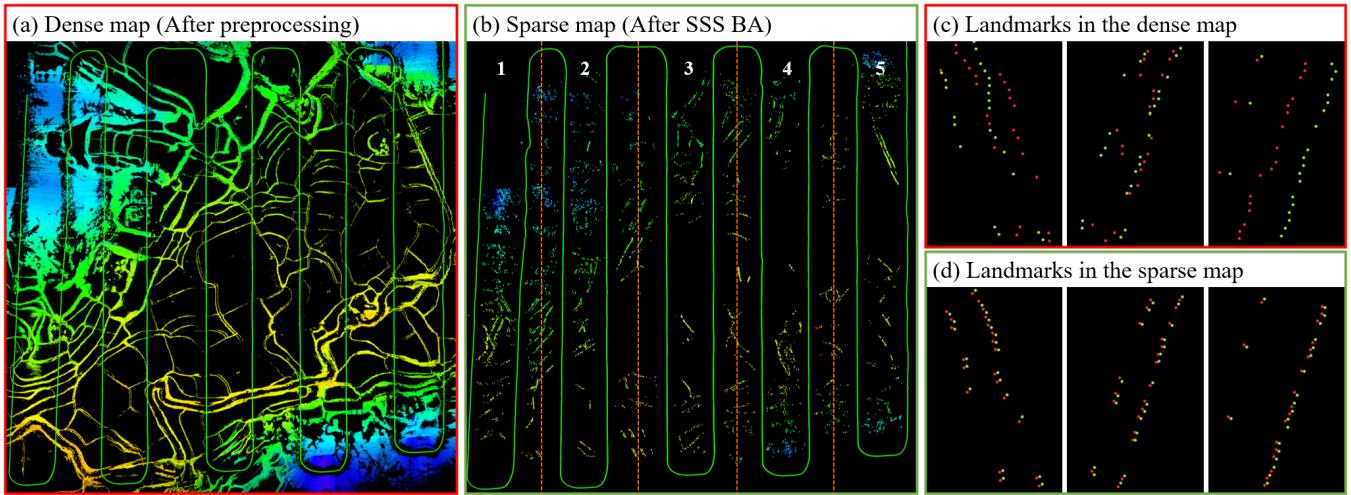 (a) Dense map (After preprocessing)
(b) Sparse map (After SSS BA)
1 2 3 4 5
(c) Landmarks in the dense map
(d) Landmarks in the sparse map